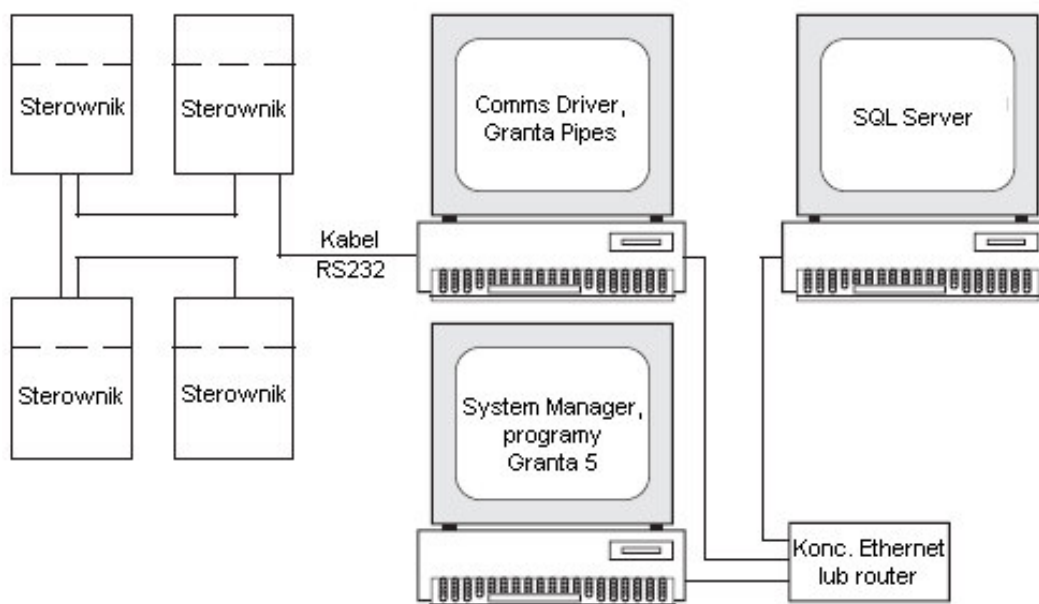 Sterownik
Sterownik
Comms Driver,
Granta Pipes
SQL Server
Kabel
RS232
Sterownik
Sterownik
System Manager,
programy
Granta 5
Konc. Ethernet
lub router